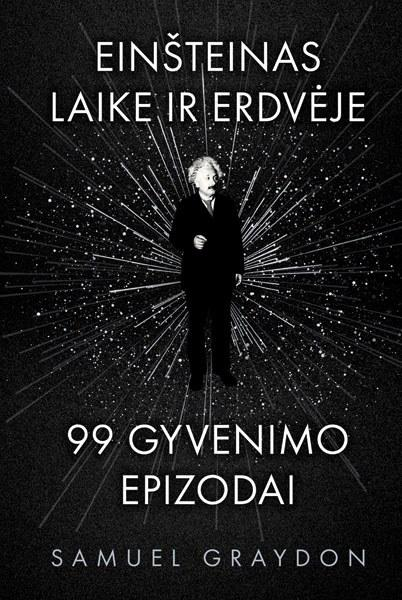 EINŠTEINAS
LAIKE IR ERDVĖJE
99 GYVENIMO
EPIZODAI
SAMUEL GRAYDON